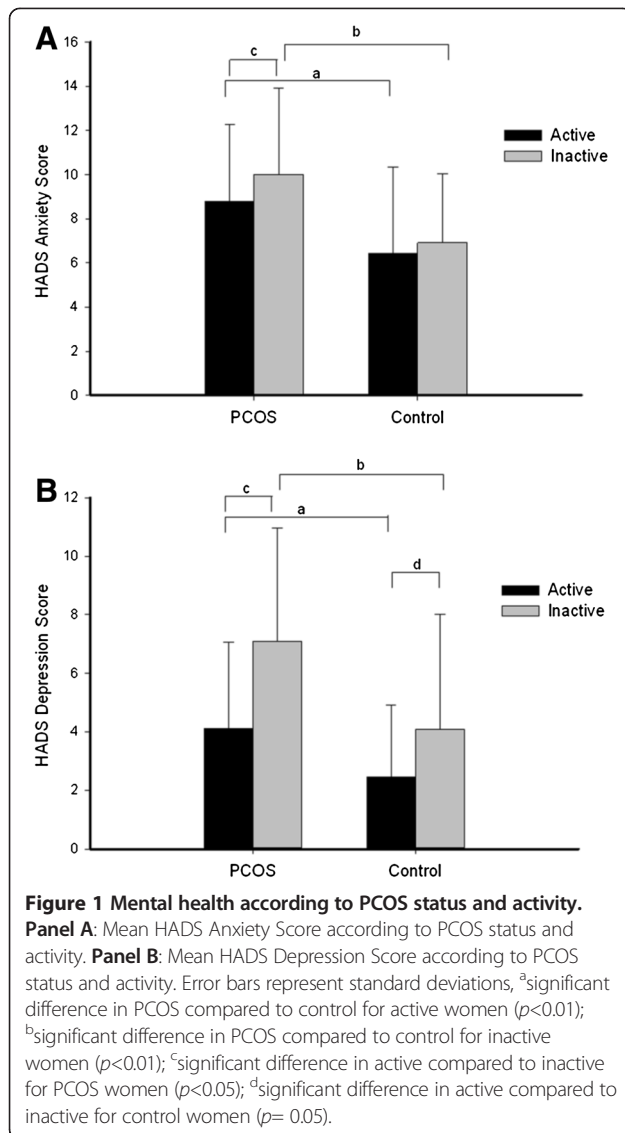 A
16
14
12
10
8
6
4
2
0
HADS Anxiety Score
c
b
a
Active
Inactive
PCOS
Control
B
12
10
8
6
4
2
0
HADS Depression Score
c
b
a
d
Active
Inactive
PCOS
Control
Figure 1 Mental health according to PCOS status and activity.
Panel A: Mean HADS Anxiety Score according to PCOS status and
activity. Panel B: Mean HADS Depression Score according to PCOS
status and activity. Error bars represent standard deviations, ᵃsignificant
difference in PCOS compared to control for active women (p<0.01);
ᵇsignificant difference in PCOS compared to control for inactive
women (p<0.01); ᶜsignificant difference in active compared to inactive
for PCOS women (p<0.05); ᵈsignificant difference in active compared to
inactive for control women (p= 0.05).